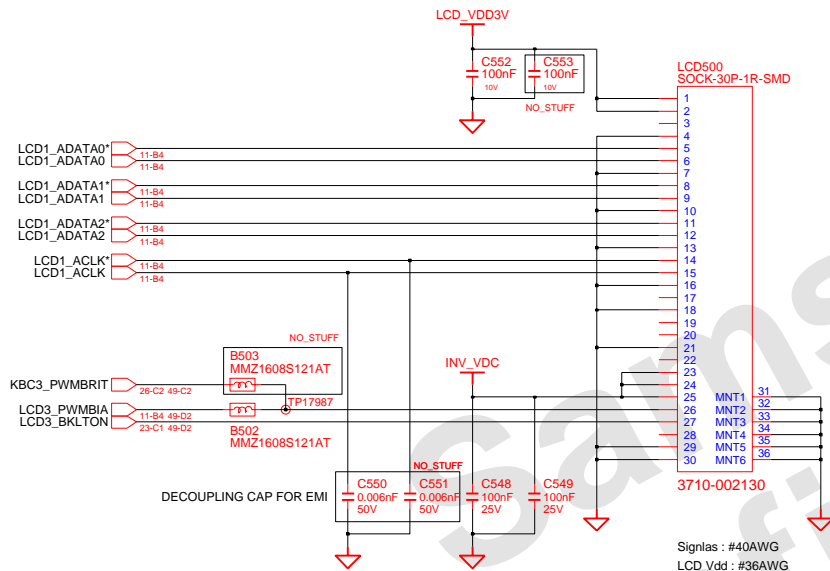 LCD_VDD3V
C552
100nF
10V
C553
100nF
10V
NO_STUFF
LCD500
SOCK-30P-1R-SMD
1
2
3
4
5
6
7
8
9
10
11
12
13
14
15
16
17
18
19
20
21
22
23
24
25
26
27
28
29
30
MNT1
MNT2
MNT3
MNT4
MNT5
MNT6
31
32
33
34
35
36
3710-002130
LCD1_ADATA0*
11-B4
LCD1_ADATA0
11-B4
LCD1_ADATA1*
11-B4
LCD1_ADATA1
11-B4
LCD1_ADATA2*
11-B4
LCD1_ADATA2
11-B4
LCD1_ACLK*
11-B4
LCD1_ACLK
11-B4
NO_STUFF
B503
MMZ1608S121AT
KBC3_PWMBRIT
26-C2 49-C2
TP17987
LCD3_PWMBIA
11-B4 49-D2
LCD3_BKLTON
23-C1 49-D2
B502
MMZ1608S121AT
INV_VDC
NO_STUFF
DECOUPLING CAP FOR EMI
C550
0.006nF
50V
C551
0.006nF
50V
C548
100nF
25V
C549
100nF
25V
Signlas : #40AWG
LCD Vdd : #36AWG
Sams
fi